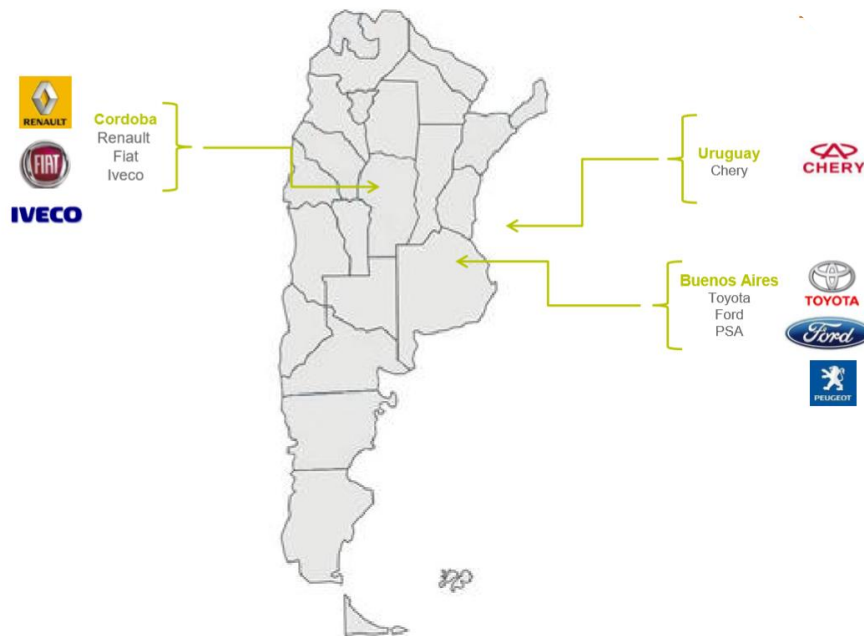 RENAULT
FIAT
IVECO
Cordoba
Renault
Fiat
Iveco
Uruguay
Chery
CHERY
Buenos Aires
Toyota
Ford
PSA
TOYOTA
Ford
PEUGEOT